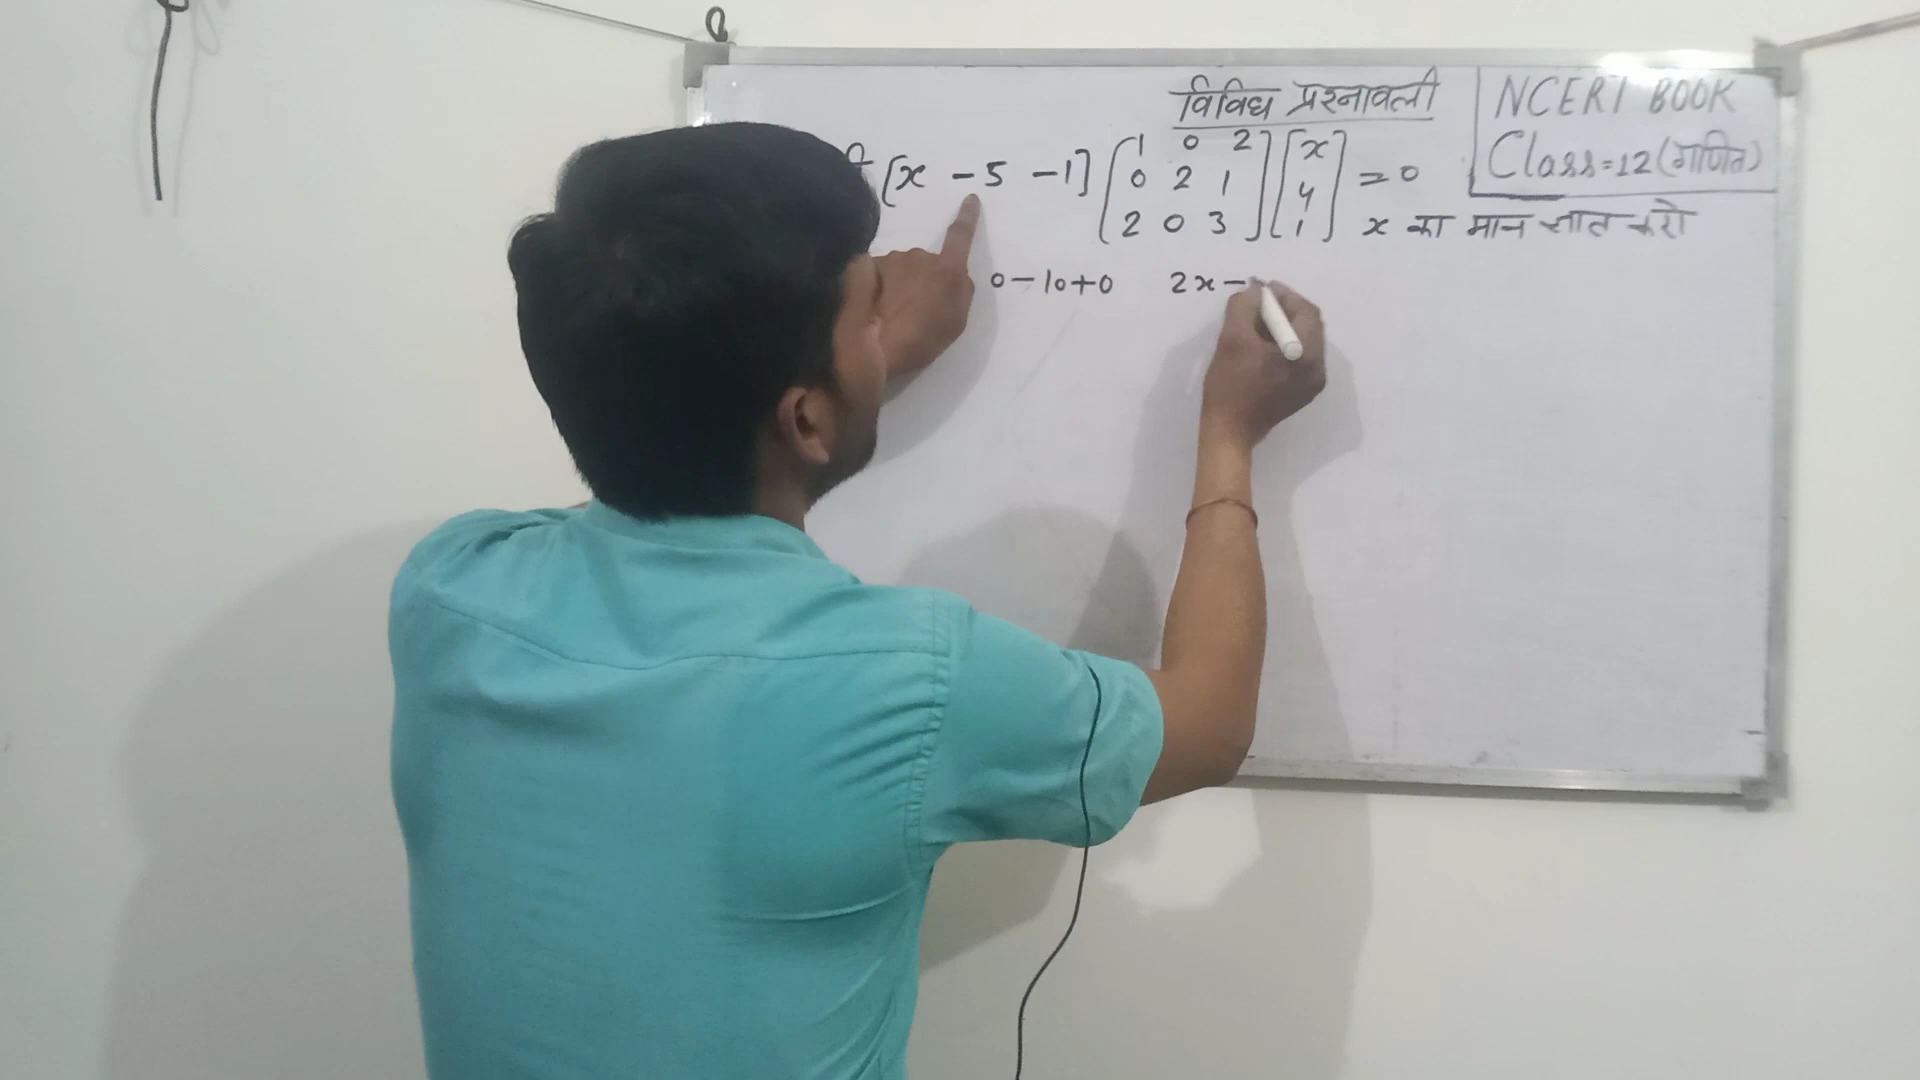 विविध प्रश्नावली
NCERT BOOK
Class=12 (गणित)
[x -5 -1] [1 0 2 [x
0 2 1 4 = 0
2 0 3] 1] x का मान ज्ञात करो
0-10+0 2x-